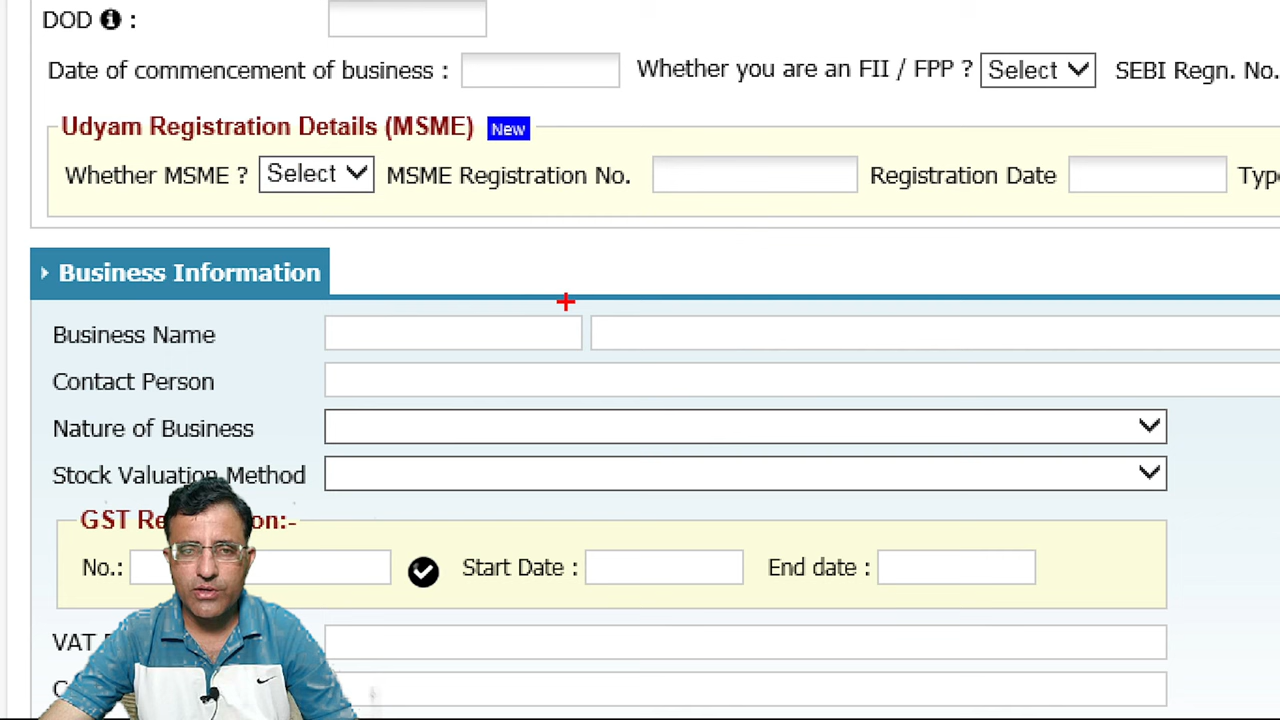 DOD i :
Date of commencement of business : Whether you are an FII / FPP ? Select SEBI Regn. No.
Udyam Registration Details (MSME) New
Whether MSME ? Select MSME Registration No. Registration Date
Business Information
Business Name
Contact Person
Nature of Business
Stock Valuation Method
GST
No.: Start Date : End date :
VAT